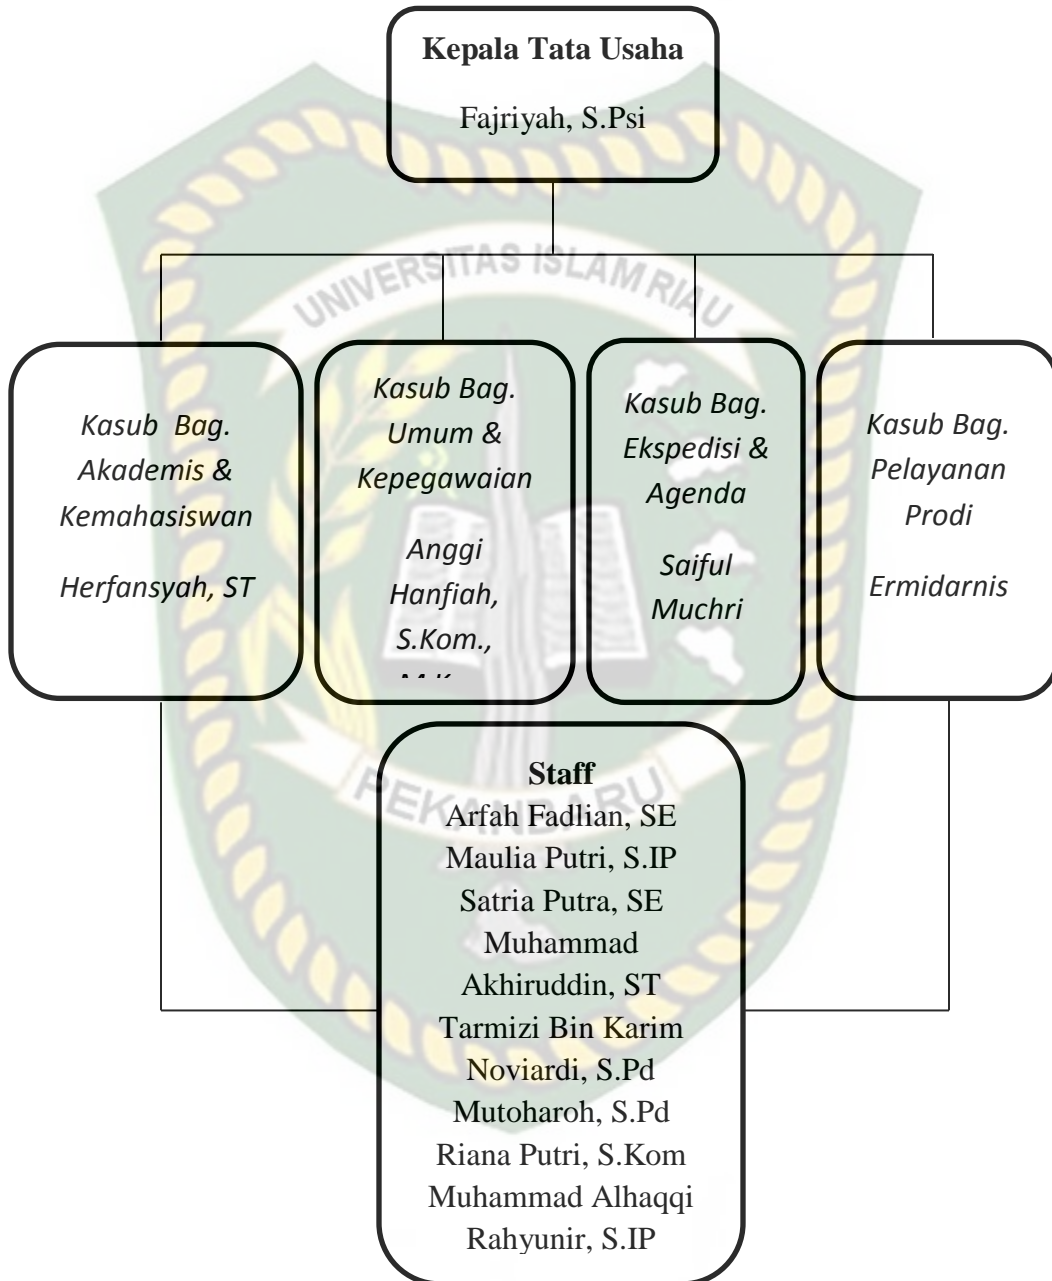 Kepala Tata Usaha
Fajriyah, S.Psi
UNIVERSITAS ISLAM RIAU
Kasub Bag.
Akademis &
Kemahasiswan
Herfansyah, ST
Kasub Bag.
Umum &
Kepegawaian
Anggi
Hanfiah,
S.Kom.,
Kasub Bag.
Ekspedisi &
Agenda
Saiful
Muchri
Kasub Bag.
Pelayanan
Prodi
Ermidarnis
PEKANBARU
Staff
Arfah Fadlian, SE
Maulia Putri, S.IP
Satria Putra, SE
Muhammad
Akhiruddin, ST
Tarmizi Bin Karim
Noviardi, S.Pd
Mutoharoh, S.Pd
Riana Putri, S.Kom
Muhammad Alhaqqi
Rahyunir, S.IP